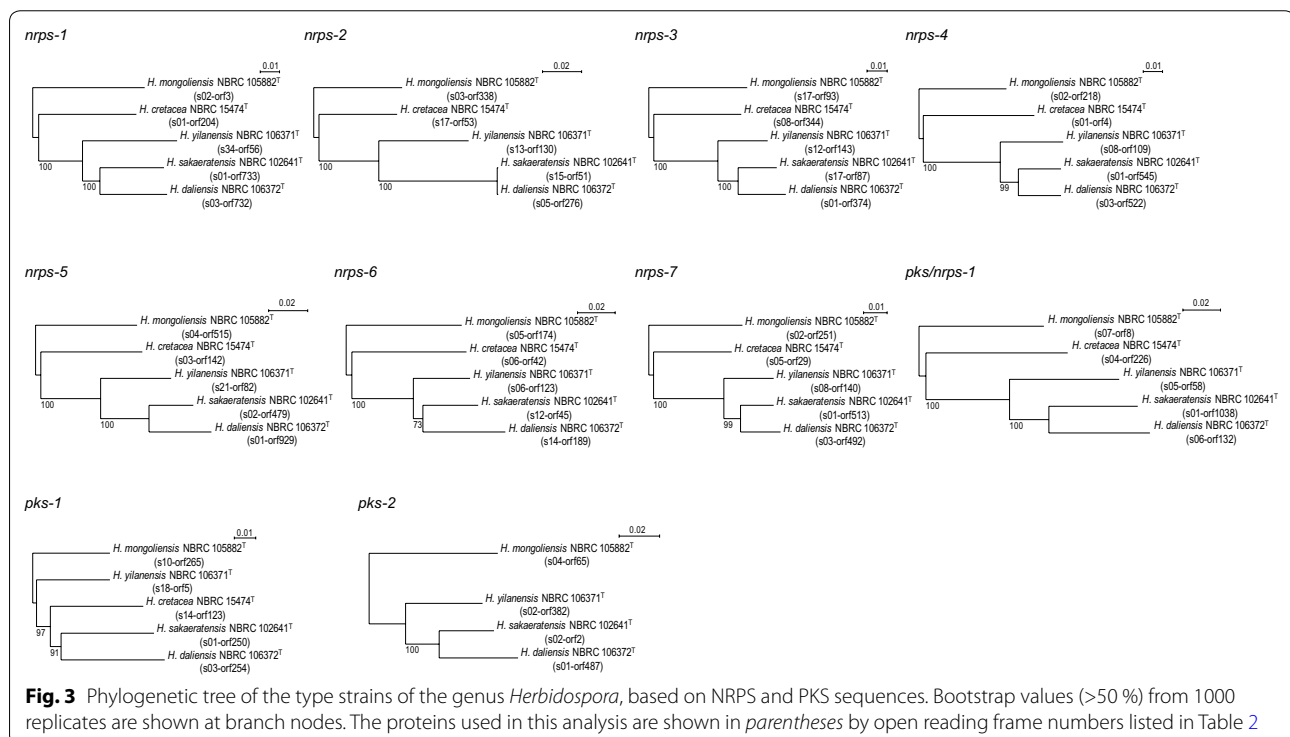 nrps-1
0.01
H. mongoliensis NBRC 105882T
(s02-orf3)
H. cretacea NBRC 15474T
(s01-orf204)
H. yilanensis NBRC 106371T
(s34-orf56)
H. sakaeratensis NBRC 102641T
(s01-orf733)
H. daliensis NBRC 106372T
(s03-orf732)
100
100
nrps-2
0.02
H. mongoliensis NBRC 105882T
(s03-orf338)
H. cretacea NBRC 15474T
(s17-orf53)
H. yilanensis NBRC 106371T
(s13-orf130)
H. sakaeratensis NBRC 102641T
(s15-orf51)
H. daliensis NBRC 106372T
(s05-orf276)
100
100
nrps-3
0.01
H. mongoliensis NBRC 105882T
(s17-orf93)
H. cretacea NBRC 15474T
(s08-orf344)
H. yilanensis NBRC 106371T
(s12-orf143)
H. sakaeratensis NBRC 102641T
(s17-orf87)
H. daliensis NBRC 106372T
(s01-orf374)
100
100
nrps-4
0.01
H. mongoliensis NBRC 105882T
(s02-orf218)
H. cretacea NBRC 15474T
(s01-orf4)
H. yilanensis NBRC 106371T
(s08-orf109)
H. sakaeratensis NBRC 102641T
(s01-orf545)
H. daliensis NBRC 106372T
(s03-orf522)
100
99
nrps-5
0.02
H. mongoliensis NBRC 105882T
(s04-orf515)
H. cretacea NBRC 15474T
(s03-orf142)
H. yilanensis NBRC 106371T
(s21-orf82)
H. sakaeratensis NBRC 102641T
(s02-orf479)
H. daliensis NBRC 106372T
(s01-orf929)
100
100
nrps-6
0.02
H. mongoliensis NBRC 105882T
(s05-orf174)
H. cretacea NBRC 15474T
(s06-orf42)
H. yilanensis NBRC 106371T
(s06-orf123)
H. sakaeratensis NBRC 102641T
(s12-orf45)
H. daliensis NBRC 106372T
(s14-orf189)
100
73
nrps-7
0.01
H. mongoliensis NBRC 105882T
(s02-orf251)
H. cretacea NBRC 15474T
(s05-orf29)
H. yilanensis NBRC 106371T
(s08-orf140)
H. sakaeratensis NBRC 102641T
(s01-orf513)
H. daliensis NBRC 106372T
(s03-orf492)
100
99
pks/nrps-1
0.02
H. mongoliensis NBRC 105882T
(s07-orf8)
H. cretacea NBRC 15474T
(s04-orf226)
H. yilanensis NBRC 106371T
(s05-orf58)
H. sakaeratensis NBRC 102641T
(s01-orf1038)
H. daliensis NBRC 106372T
(s06-orf132)
100
100
pks-1
0.01
H. mongoliensis NBRC 105882T
(s10-orf265)
H. yilanensis NBRC 106371T
(s18-orf5)
H. cretacea NBRC 15474T
(s14-orf123)
H. sakaeratensis NBRC 102641T
(s01-orf250)
H. daliensis NBRC 106372T
(s03-orf254)
97
91
pks-2
0.02
H. mongoliensis NBRC 105882T
(s04-orf65)
H. yilanensis NBRC 106371T
(s02-orf382)
H. sakaeratensis NBRC 102641T
(s02-orf2)
H. daliensis NBRC 106372T
(s01-orf487)
100
Fig. 3 Phylogenetic tree of the type strains of the genus Herbidospora, based on NRPS and PKS sequences. Bootstrap values (>50 %) from 1000
replicates are shown at branch nodes. The proteins used in this analysis are shown in parentheses by open reading frame numbers listed in Table 2